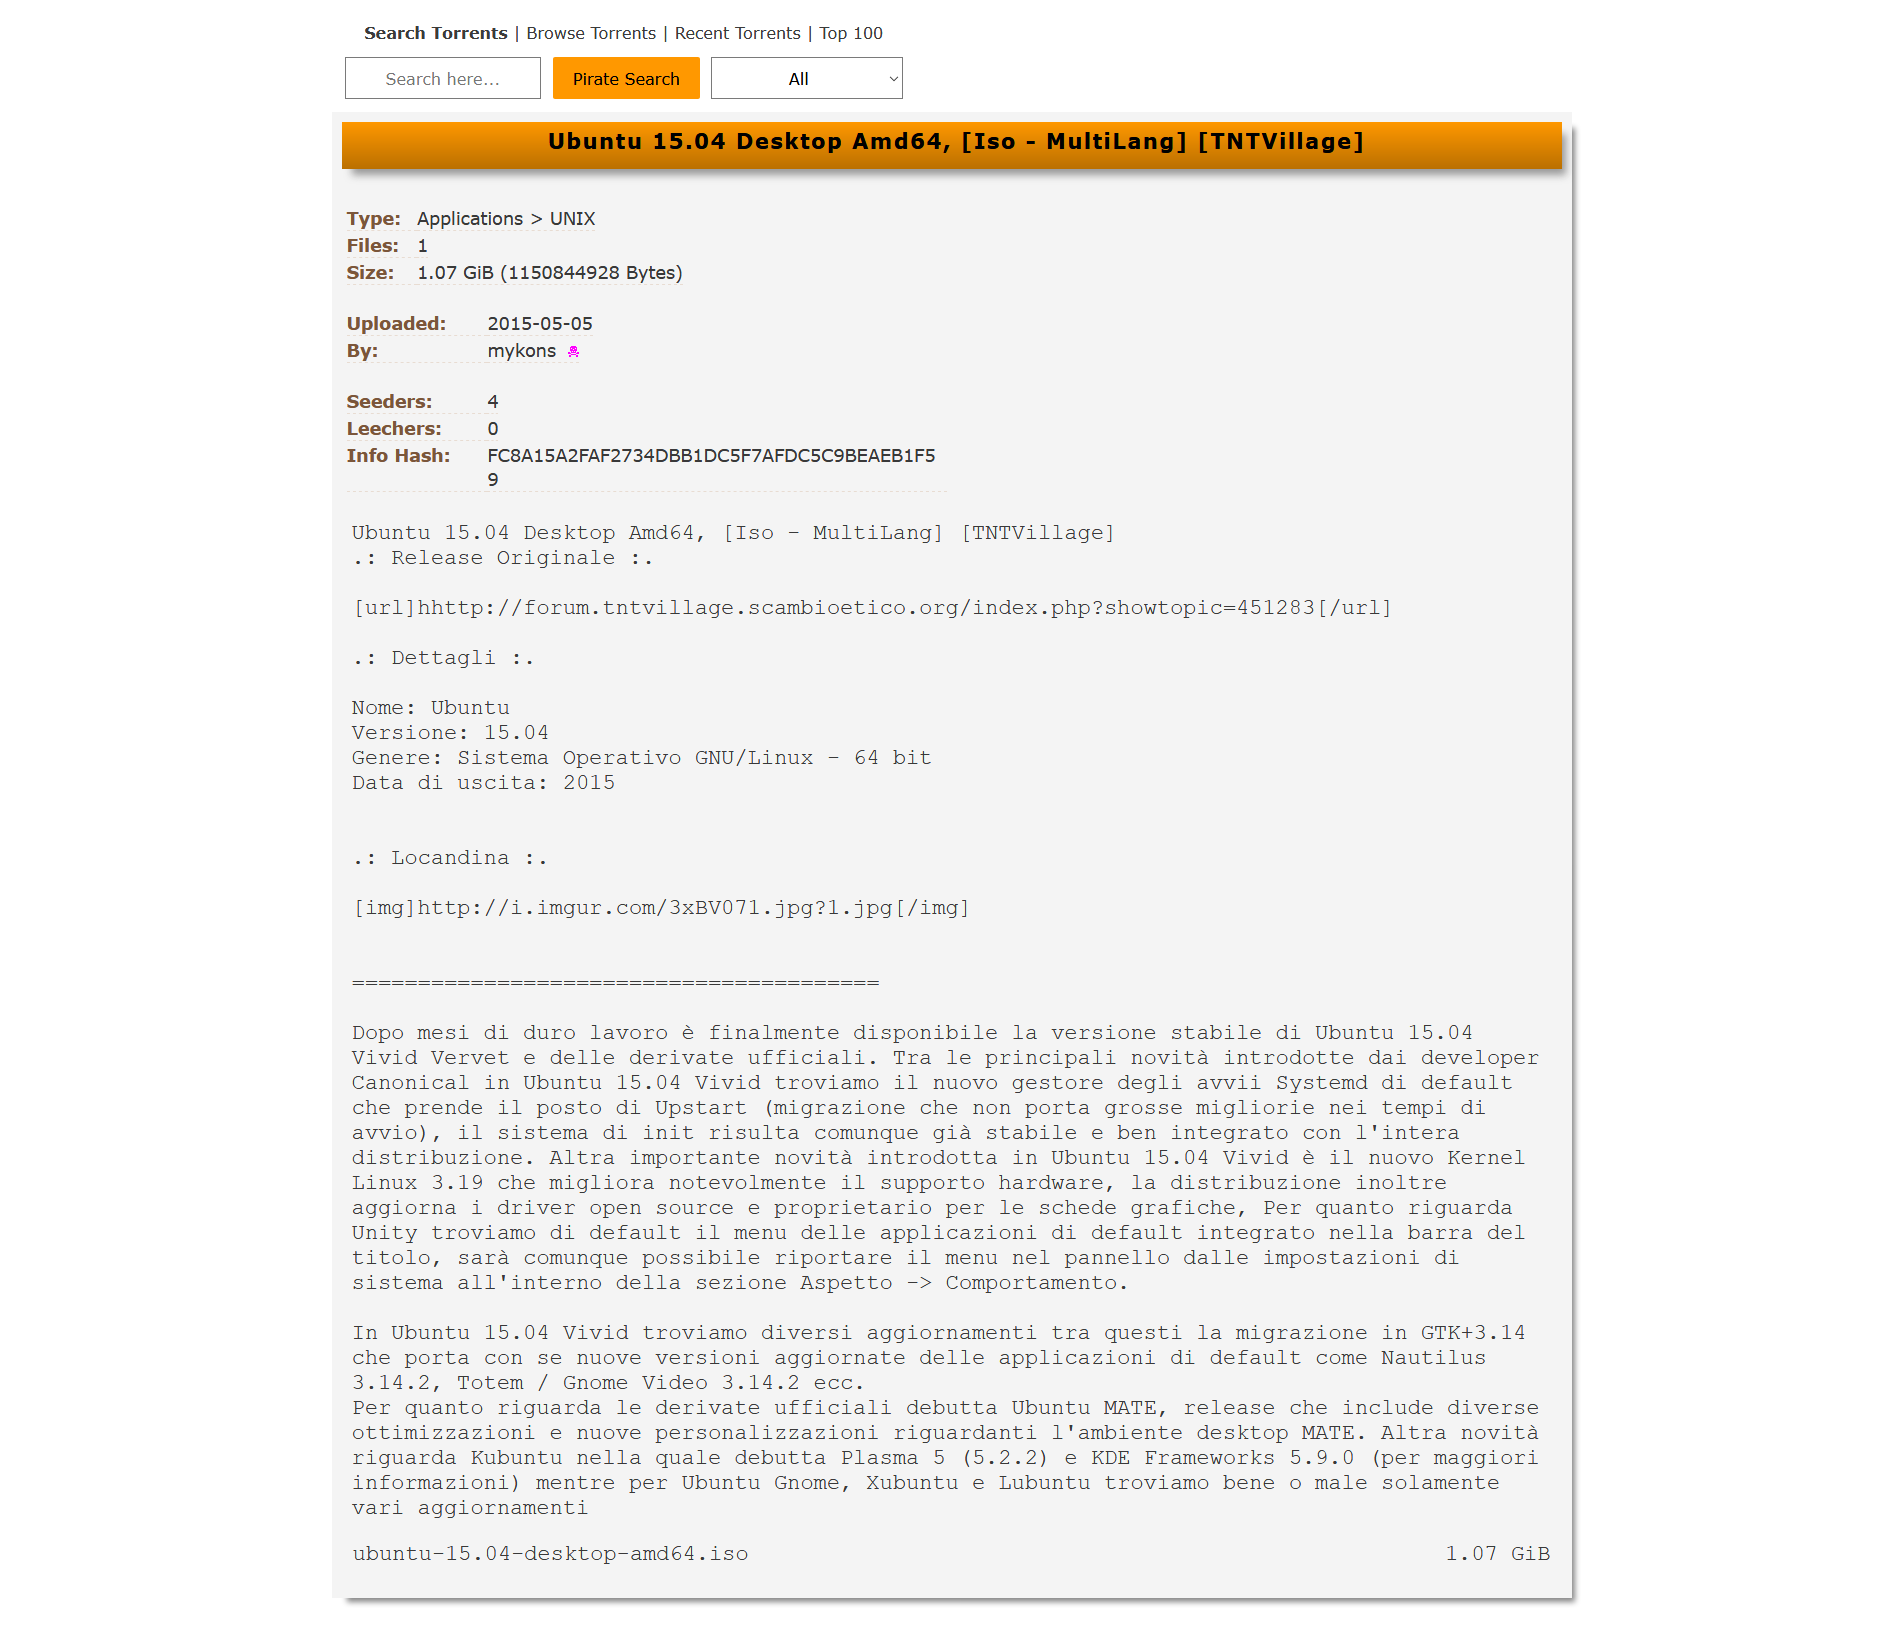 Search Torrents | Browse Torrents | Recent Torrents | Top 100
Search here... Pirate Search All
Ubuntu 15.04 Desktop Amd64, [Iso - MultiLang] [TNTVillage]
Type: Applications > UNIX
Files: 1
Size: 1.07 GiB (1150844928 Bytes)
Uploaded: 2015-05-05
By: mykons
Seeders: 4
Leechers: 0
Info Hash: FC8A15A2FAF2734DBB1DC5F7AFDC5C9BEAEB1F5
9
Ubuntu 15.04 Desktop Amd64, [Iso - MultiLang] [TNTVillage]
.: Release Originale :.
[url]hhttp://forum.tntvillage.scambioetico.org/index.php?showtopic=451283[/url]
.: Dettagli :.
Nome: Ubuntu
Versione: 15.04
Genere: Sistema Operativo GNU/Linux - 64 bit
Data di uscita: 2015
.: Locandina :.
[img]http://i.imgur.com/3xBV071.jpg?1.jpg[/img]
========================================
Dopo mesi di duro lavoro è finalmente disponibile la versione stabile di Ubuntu 15.04
Vivid Vervet e delle derivate ufficiali. Tra le principali novità introdotte dai developer
Canonical in Ubuntu 15.04 Vivid troviamo il nuovo gestore degli avvii Systemd di default
che prende il posto di Upstart (migrazione che non porta grosse migliorie nei tempi di
avvio), il sistema di init risulta comunque già stabile e ben integrato con l'intera
distribuzione. Altra importante novità introdotta in Ubuntu 15.04 Vivid è il nuovo Kernel
Linux 3.19 che migliora notevolmente il supporto hardware, la distribuzione inoltre
aggiorna i driver open source e proprietario per le schede grafiche, Per quanto riguarda
Unity troviamo di default il menu delle applicazioni di default integrato nella barra del
titolo, sarà comunque possibile riportare il menu nel pannello dalle impostazioni di
sistema all'interno della sezione Aspetto -> Comportamento.
In Ubuntu 15.04 Vivid troviamo diversi aggiornamenti tra questi la migrazione in GTK+3.14
che porta con se nuove versioni aggiornate delle applicazioni di default come Nautilus
3.14.2, Totem / Gnome Video 3.14.2 ecc.
Per quanto riguarda le derivate ufficiali debutta Ubuntu MATE, release che include diverse
ottimizzazioni e nuove personalizzazioni riguardanti l'ambiente desktop MATE. Altra novità
riguarda Kubuntu nella quale debutta Plasma 5 (5.2.2) e KDE Frameworks 5.9.0 (per maggiori
informazioni) mentre per Ubuntu Gnome, Xubuntu e Lubuntu troviamo bene o male solamente
vari aggiornamenti
ubuntu-15.04-desktop-amd64.iso 1.07 GiB